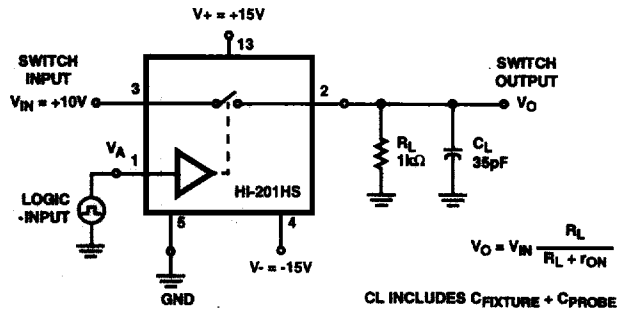 V+ = +15V
13
SWITCH
INPUT
SWITCH
OUTPUT
3
2
VIN = +10V
VO
VA
1
RL
1kΩ
CL
35pF
LOGIC
-INPUT
HI-201HS
5
4
V- = -15V
GND
VO = VIN RL / RL + rON
CL INCLUDES CFIXTURE + CPROBE